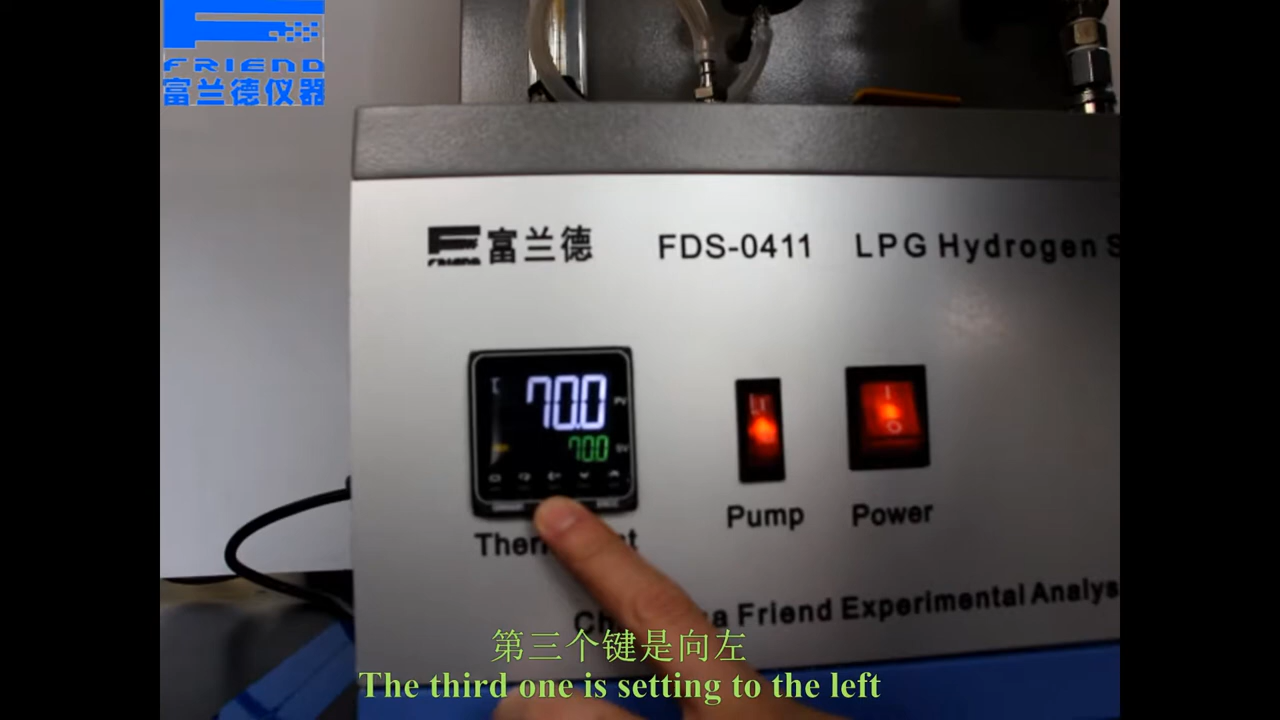 FRIEND
富兰德仪器
FRIEND 富兰德 FDS-0411 LPG Hydrogen
70.0 PV
70.0 SV
Pump Power
Friend Experimental
第三个键是向左
The third one is setting to the left